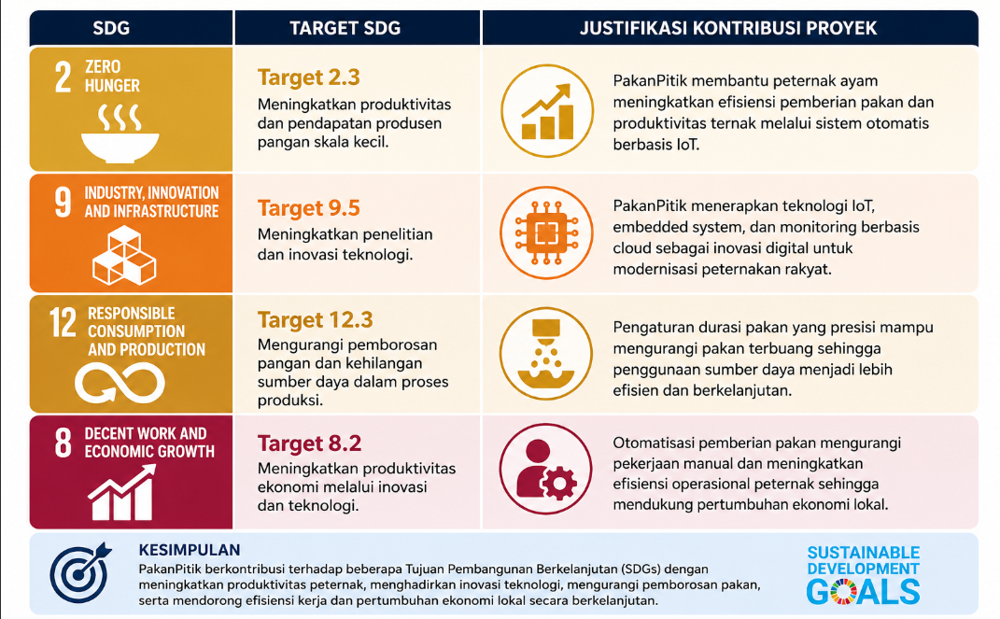 SDG
TARGET SDG
JUSTIFIKASI KONTRIBUSI PROYEK
2
ZERO
HUNGER
Target 2.3
Meningkatkan produktivitas
dan pendapatan produsen
pangan skala kecil.
PakanPitik membantu peternak ayam
meningkatkan efisiensi pemberian pakan dan
produktivitas ternak melalui sistem otomatis
berbasis IoT.
9
INDUSTRY, INNOVATION
AND INFRASTRUCTURE
Target 9.5
Meningkatkan penelitian
dan inovasi teknologi.
PakanPitik menerapkan teknologi IoT,
embedded system, dan monitoring berbasis
cloud sebagai inovasi digital untuk
modernisasi peternakan rakyat.
12
RESPONSIBLE
CONSUMPTION
AND PRODUCTION
Target 12.3
Mengurangi pemborosan
pangan dan kehilangan
sumber daya dalam proses
produksi.
Pengaturan durasi pakan yang presisi mampu
mengurangi pakan terbuang sehingga
penggunaan sumber daya menjadi lebih
efisien dan berkelanjutan.
8
DECENT WORK AND
ECONOMIC GROWTH
Target 8.2
Meningkatkan produktivitas
ekonomi melalui inovasi
dan teknologi.
Otomatisasi pemberian pakan mengurangi
pekerjaan manual dan meningkatkan
efisiensi operasional peternak sehingga
mendukung pertumbuhan ekonomi lokal.
KESIMPULAN
PakanPitik berkontribusi terhadap beberapa Tujuan Pembangunan Berkelanjutan (SDGs) dengan
meningkatkan produktivitas peternak, menghadirkan inovasi teknologi, mengurangi pemborosan pakan,
serta mendorong efisiensi kerja dan pertumbuhan ekonomi lokal secara berkelanjutan.
SUSTAINABLE
DEVELOPMENT
GOALS